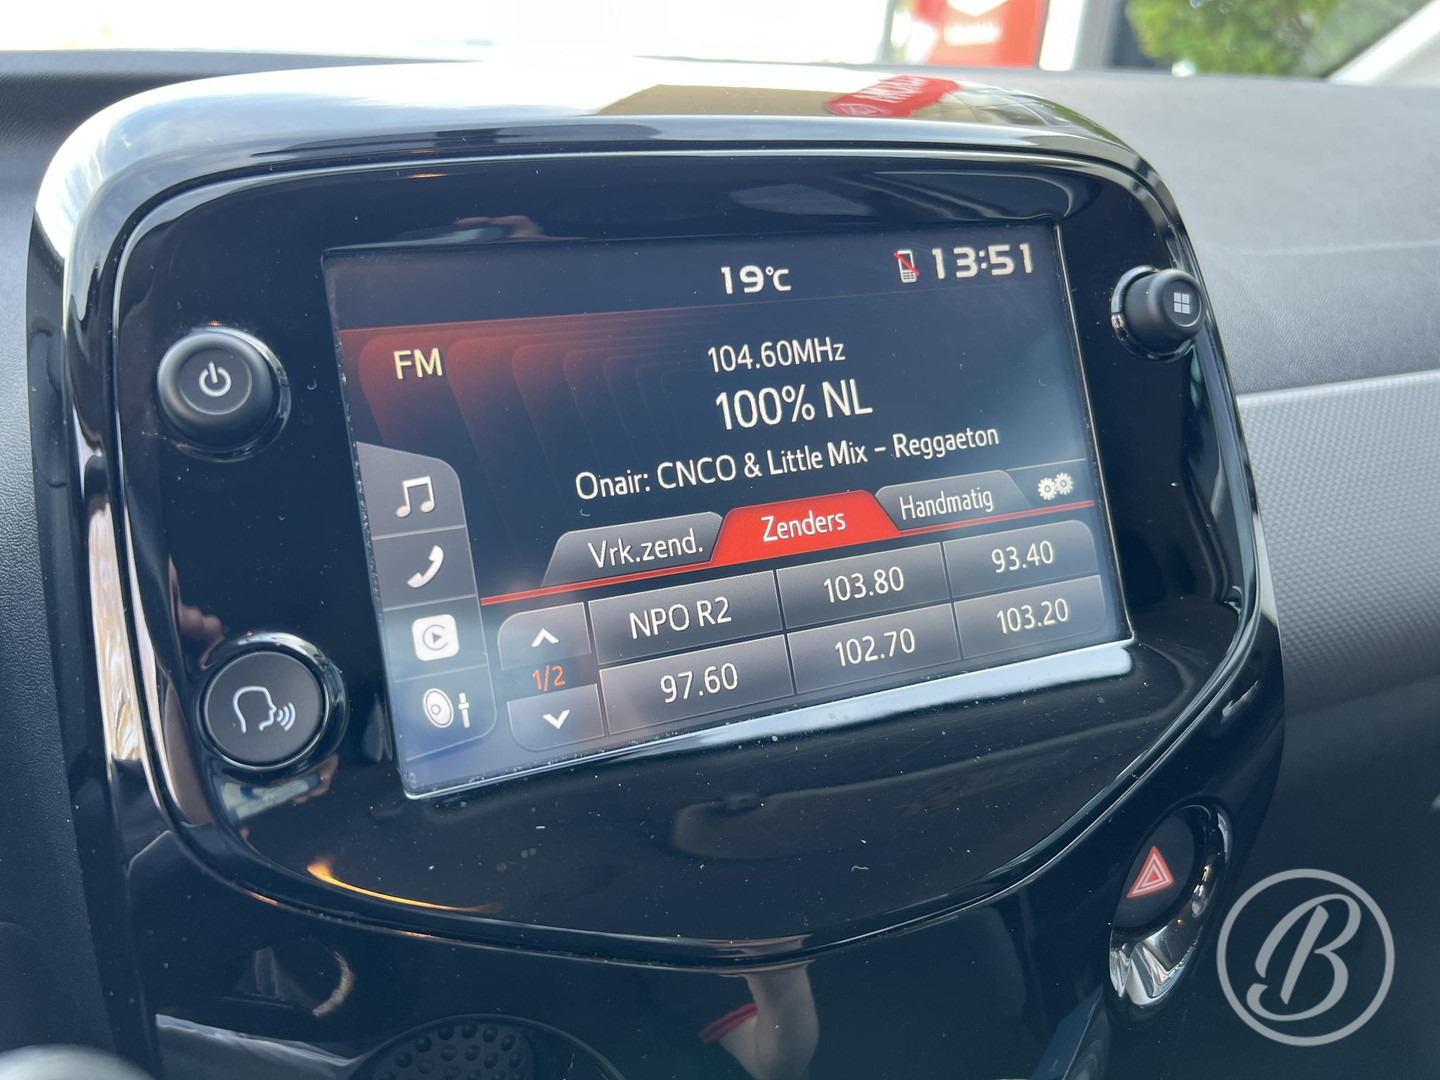 19°C
13:51
FM
104.60MHz
100% NL
Onair: CNCO & Little Mix – Reggaeton
Vrk.zend. Zenders Handmatig
NPO R2 103.80 93.40
1/2
97.60 102.70 103.20
B